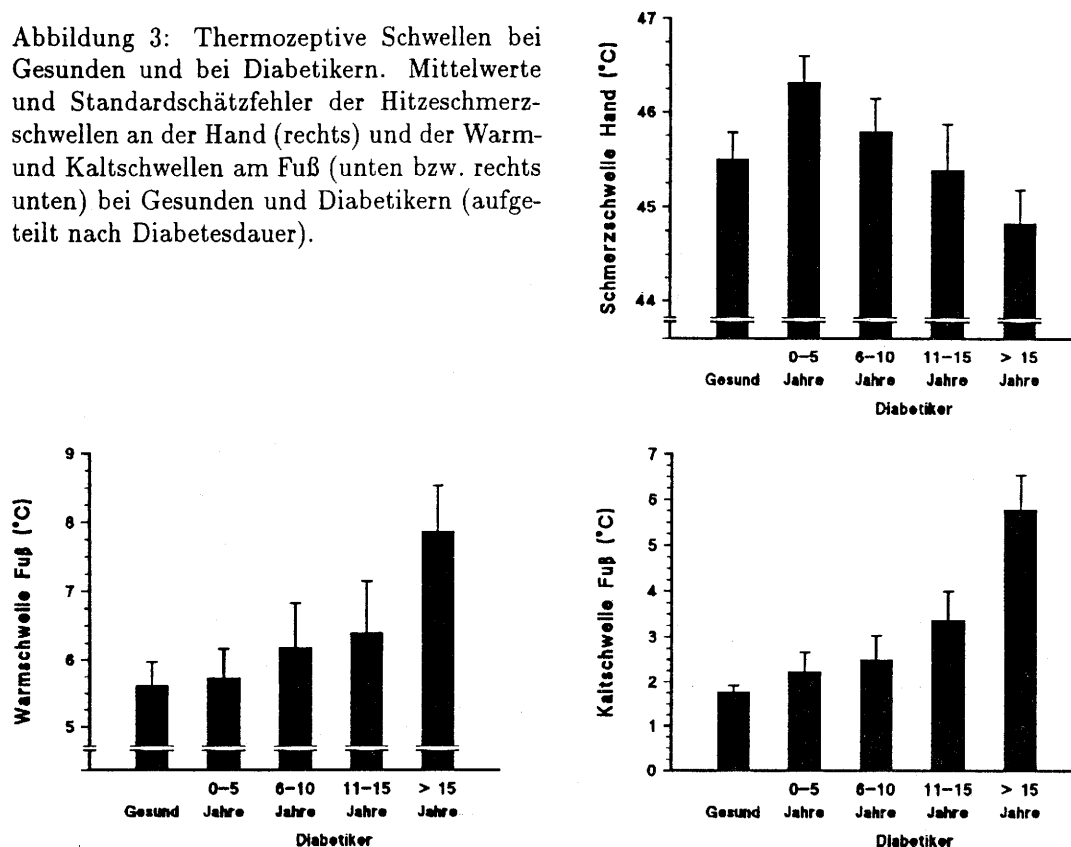 Abbildung 3: Thermozeptive Schwellen bei
Gesunden und bei Diabetikern. Mittelwerte
und Standardschätzfehler der Hitzeschmerz-
schwellen an der Hand (rechts) und der Warm-
und Kaltschwellen am Fuß (unten bzw. rechts
unten) bei Gesunden und Diabetikern (aufge-
teilt nach Diabetesdauer).
Schmerzschwelle Hand (°C)
47
46
45
44
0–5 6–10 11–15 > 15
Gesund Jahre Jahre Jahre Jahre
Diabetiker
Warmschwelle Fuß (°C)
9
8
7
6
5
0–5 6–10 11–15 > 15
Gesund Jahre Jahre Jahre Jahre
Diabetiker
Kaltschwelle Fuß (°C)
7
6
5
4
3
2
1
0
0–5 6–10 11–15 > 15
Gesund Jahre Jahre Jahre Jahre
Diabetiker